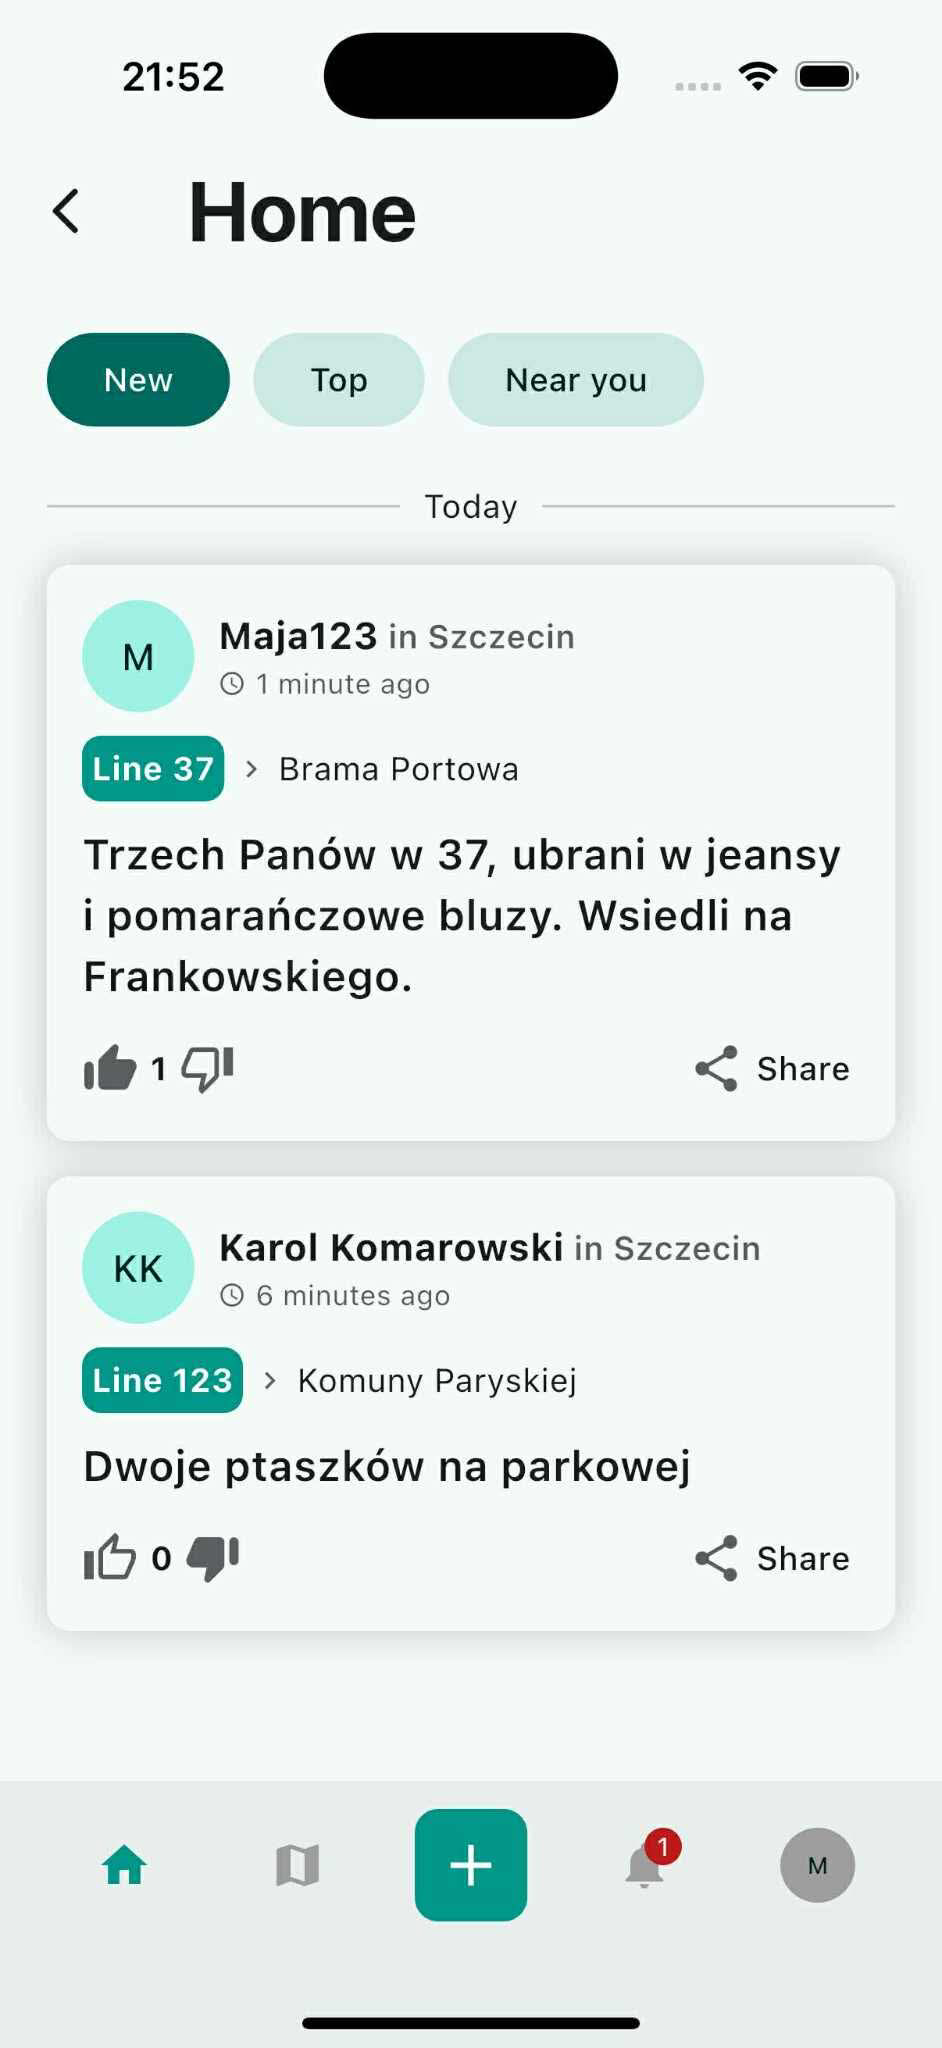 21:52
Home
New Top Near you
Today
M
Maja123 in Szczecin
1 minute ago
Line 37 > Brama Portowa
Trzech Panów w 37, ubrani w jeansy
i pomarańczowe bluzy. Wsiedli na
Frankowskiego.
1
Share
KK
Karol Komarowski in Szczecin
6 minutes ago
Line 123 > Komuny Paryskiej
Dwoje ptaszków na parkowej
0
Share
1
M